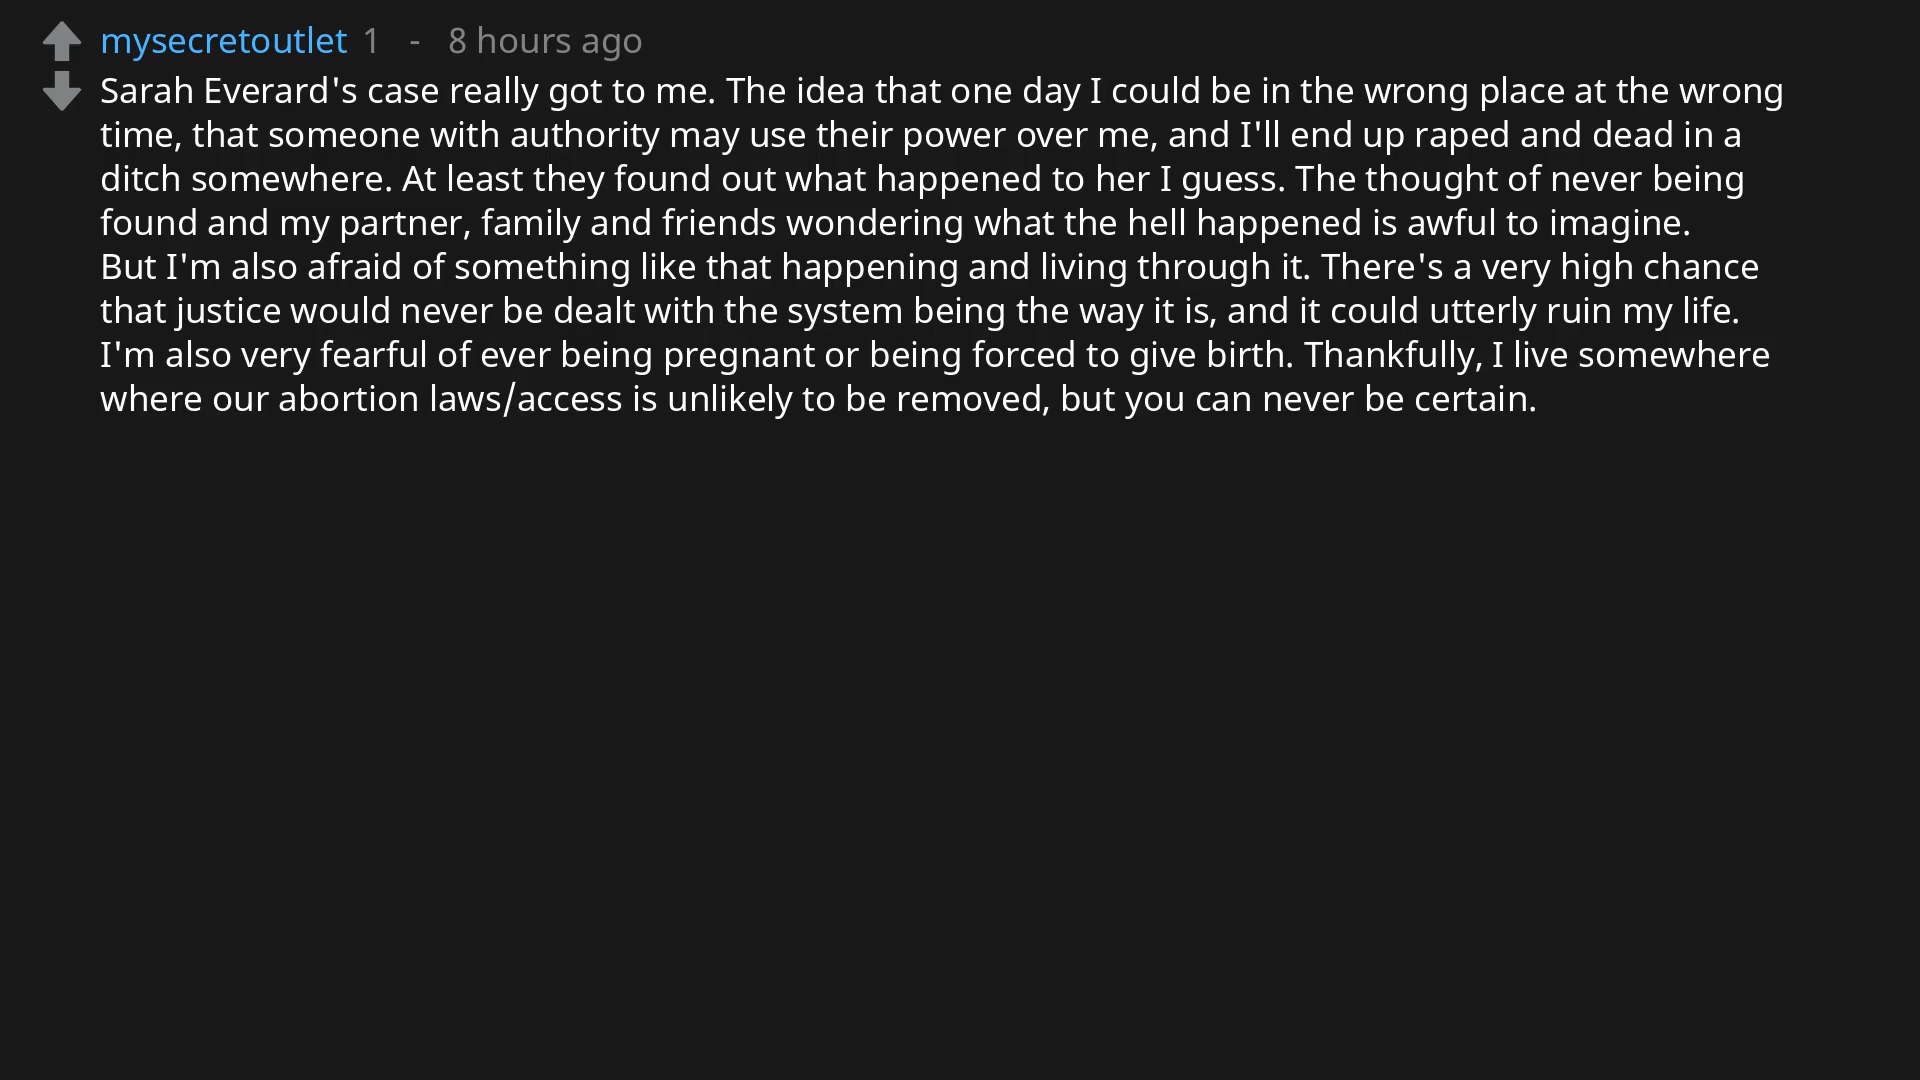 mysecretoutlet 1 - 8 hours ago
Sarah Everard's case really got to me. The idea that one day I could be in the wrong place at the wrong
time, that someone with authority may use their power over me, and I'll end up raped and dead in a
ditch somewhere. At least they found out what happened to her I guess. The thought of never being
found and my partner, family and friends wondering what the hell happened is awful to imagine.
But I'm also afraid of something like that happening and living through it. There's a very high chance
that justice would never be dealt with the system being the way it is, and it could utterly ruin my life.
I'm also very fearful of ever being pregnant or being forced to give birth. Thankfully, I live somewhere
where our abortion laws/access is unlikely to be removed, but you can never be certain.